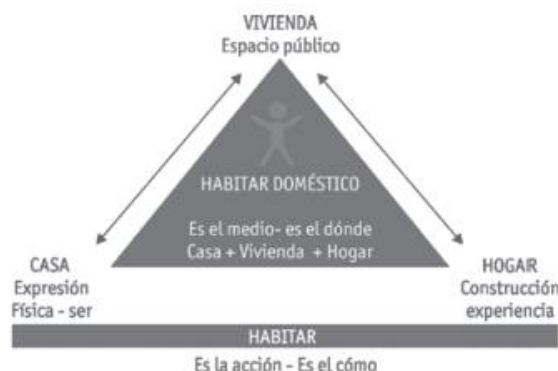 VIVIENDA
Espacio público
HABITAR DOMÉSTICO
Es el medio- es el dónde
Casa + Vivienda + Hogar
CASA
Expresión
Física - ser
HOGAR
Construcción
experiencia
HABITAR
Es la acción - Es el cómo